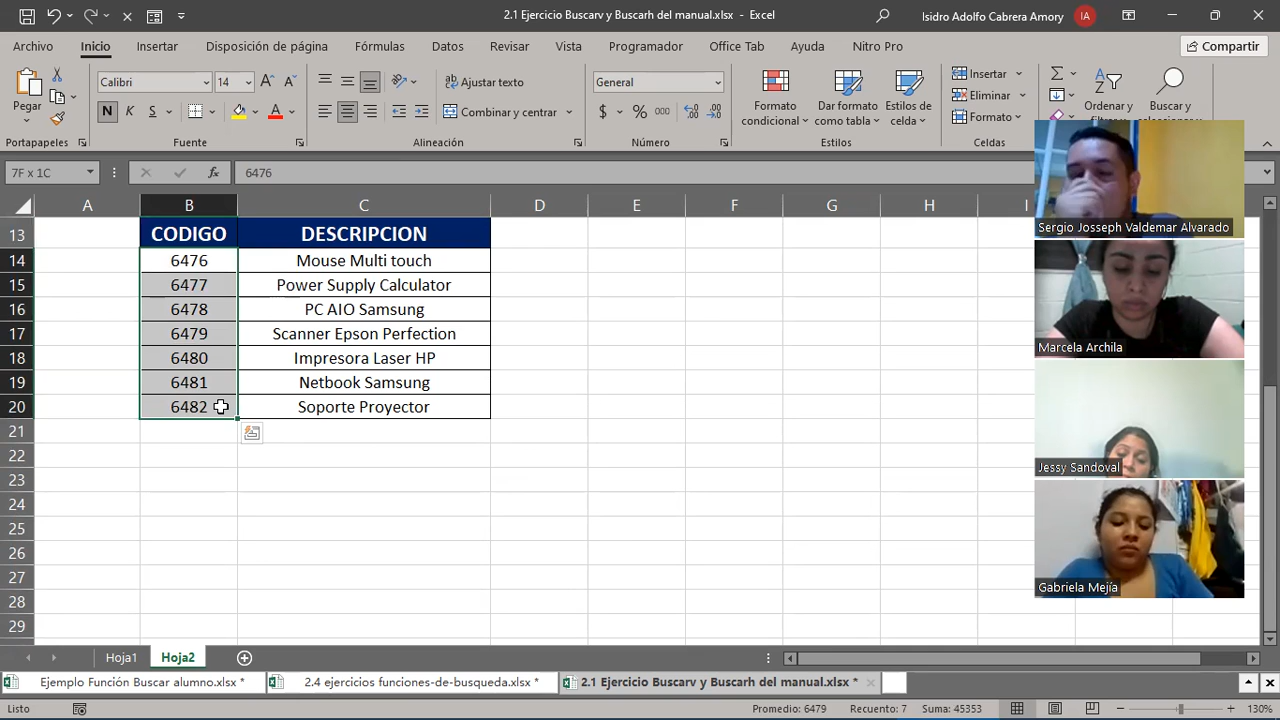 2.1 Ejercicio Buscarv y Buscarh del manual.xlsx - Excel
Isidro Adolfo Cabrera Amory IA
Archivo Inicio Insertar Disposición de página Fórmulas Datos Revisar Vista Programador Office Tab Ayuda Nitro Pro Compartir
Pegar
Calibri 14
N K S
Ajustar texto
Combinar y centrar
General
$ % 000
Formato condicional
Dar formato como tabla
Estilos de celda
Insertar
Eliminar
Formato
Ordenar y
Buscar y
Portapapeles Fuente Alineación Número Estilos Celdas
7F x 1C fx 6476
A B C D E F G H I
13 CODIGO DESCRIPCION
14 6476 Mouse Multi touch
15 6477 Power Supply Calculator
16 6478 PC AIO Samsung
17 6479 Scanner Epson Perfection
18 6480 Impresora Laser HP
19 6481 Netbook Samsung
20 6482 Soporte Proyector
21
22
23
24
25
26
27
28
29
Sergio Josseph Valdemar Alvarado
Marcela Archila
Jessy Sandoval
Gabriela Mejía
Hoja1 Hoja2
Ejemplo Función Buscar alumno.xlsx * 2.4 ejercicios funciones-de-busqueda.xlsx * 2.1 Ejercicio Buscarv y Buscarh del manual.xlsx *
Listo Promedio: 6479 Recuento: 7 Suma: 45353 130%